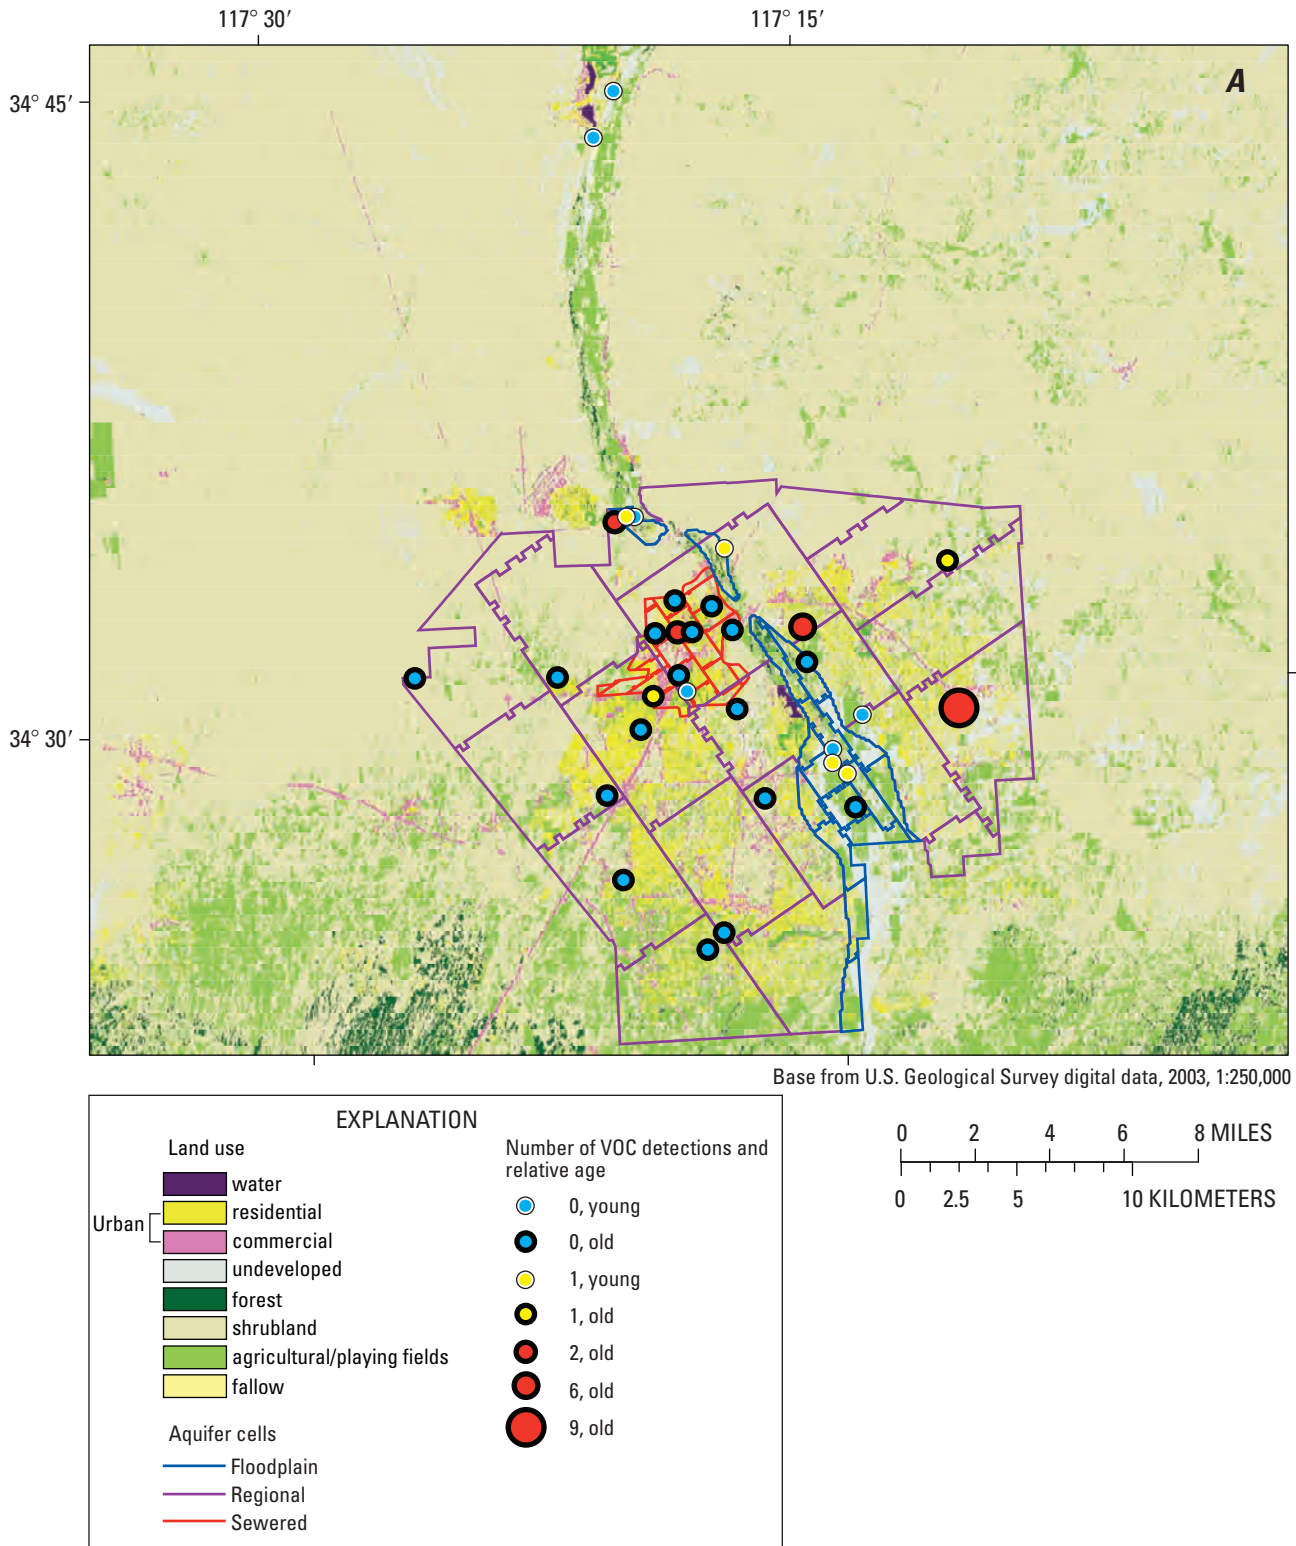 117° 30′ 117° 15′
34° 45′
A
34° 30′
Base from U.S. Geological Survey digital data, 2003, 1:250,000
EXPLANATION
Land use
water
Urban
residential
commercial
undeveloped
forest
shrubland
agricultural/playing fields
fallow
Aquifer cells
Floodplain
Regional
Sewered
Number of VOC detections and
relative age
0, young
0, old
1, young
1, old
2, old
6, old
9, old
0 2 4 6 8 MILES
0 2.5 5 10 KILOMETERS